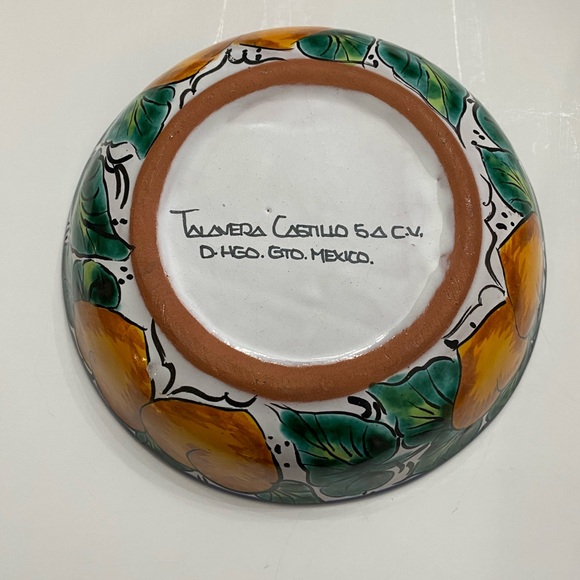 TALAVERA CASTILLO S A C.V.
D. HGO. GTO. MEXICO.